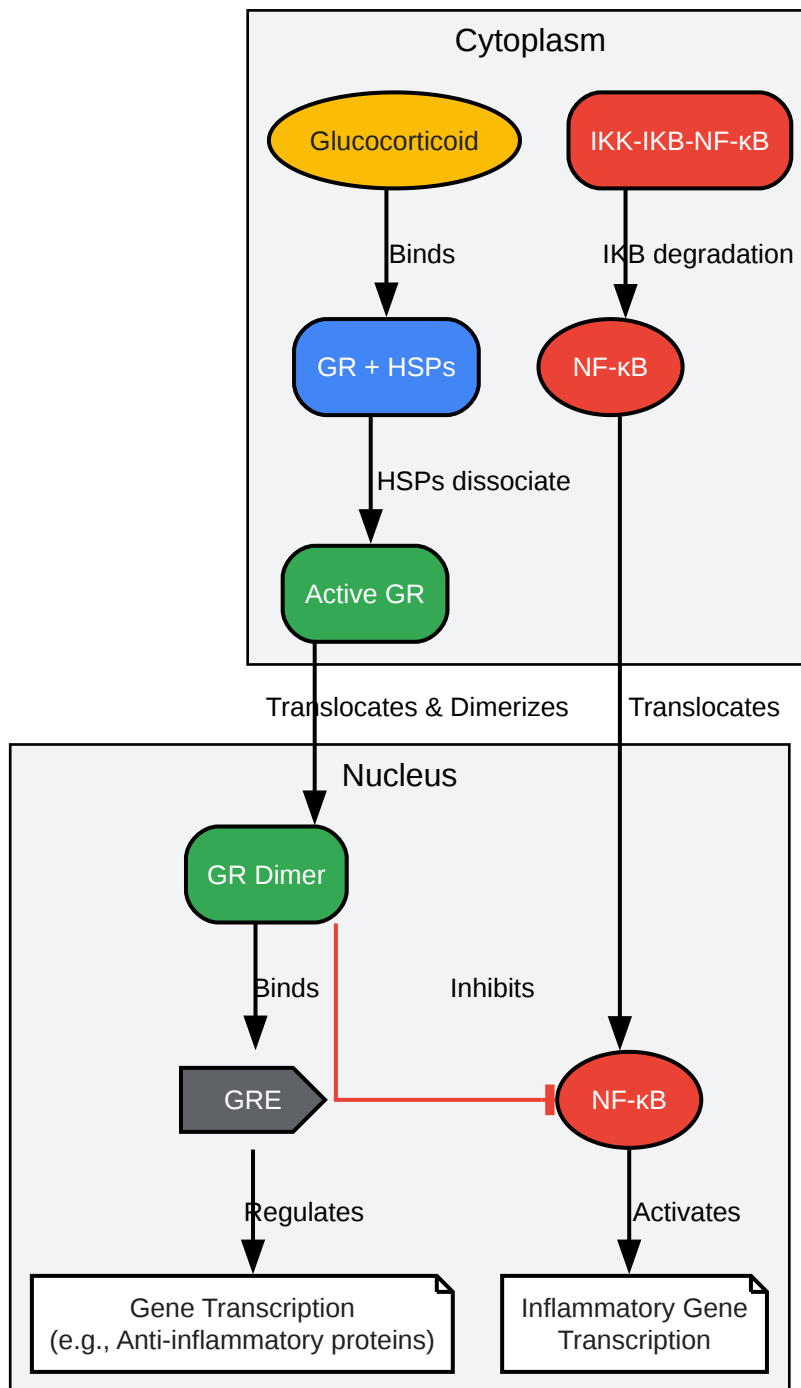 Cytoplasm
Glucocorticoid
IKK-IKB-NF-κB
Binds
IKB degradation
GR + HSPs
NF-κB
HSPs dissociate
Active GR
Translocates & Dimerizes
Translocates
Nucleus
GR Dimer
Binds
Inhibits
GRE
NF-κB
Regulates
Activates
Gene Transcription
(e.g., Anti-inflammatory proteins)
Inflammatory Gene
Transcription